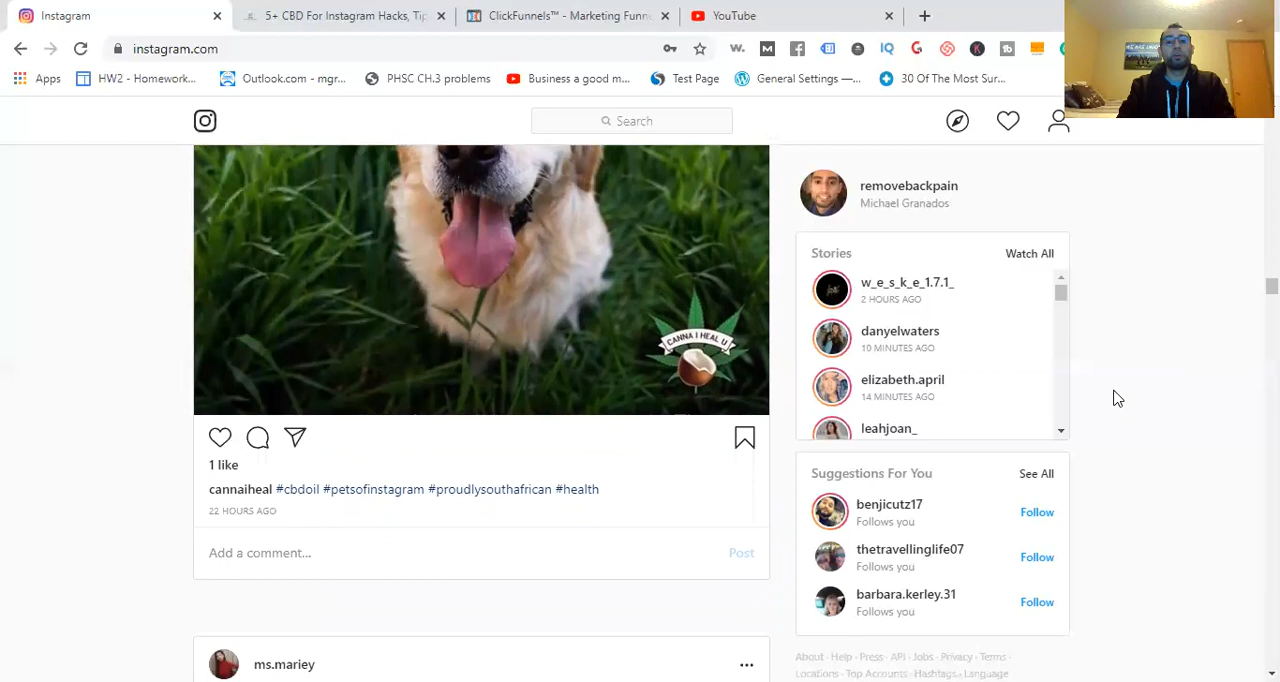 Instagram
5+ CBD For Instagram Hacks, Tip
ClickFunnels™ - Marketing Funn
YouTube
instagram.com
Apps
HW2 - Homework...
Outlook.com - mgr...
PHSC CH.3 problems
Business a good m...
Test Page
General Settings —...
30 Of The Most Sur...
Search
removebackpain
Michael Granados
Stories
Watch All
w_e_s_k_e_1.7.1_
2 HOURS AGO
danyelwaters
10 MINUTES AGO
elizabeth.april
14 MINUTES AGO
leahjoan_
CANNA I HEAL U
1 like
cannaiheal #cbdoil #petsofinstagram #proudlysouthafrican #health
22 HOURS AGO
Add a comment...
Post
Suggestions For You
See All
benjicutz17
Follows you
Follow
thetravellinglife07
Follows you
Follow
barbara.kerley.31
Follows you
Follow
About · Help · Press · API · Jobs · Privacy · Terms ·
Locations · Top Accounts · Hashtags · Language
ms.mariey